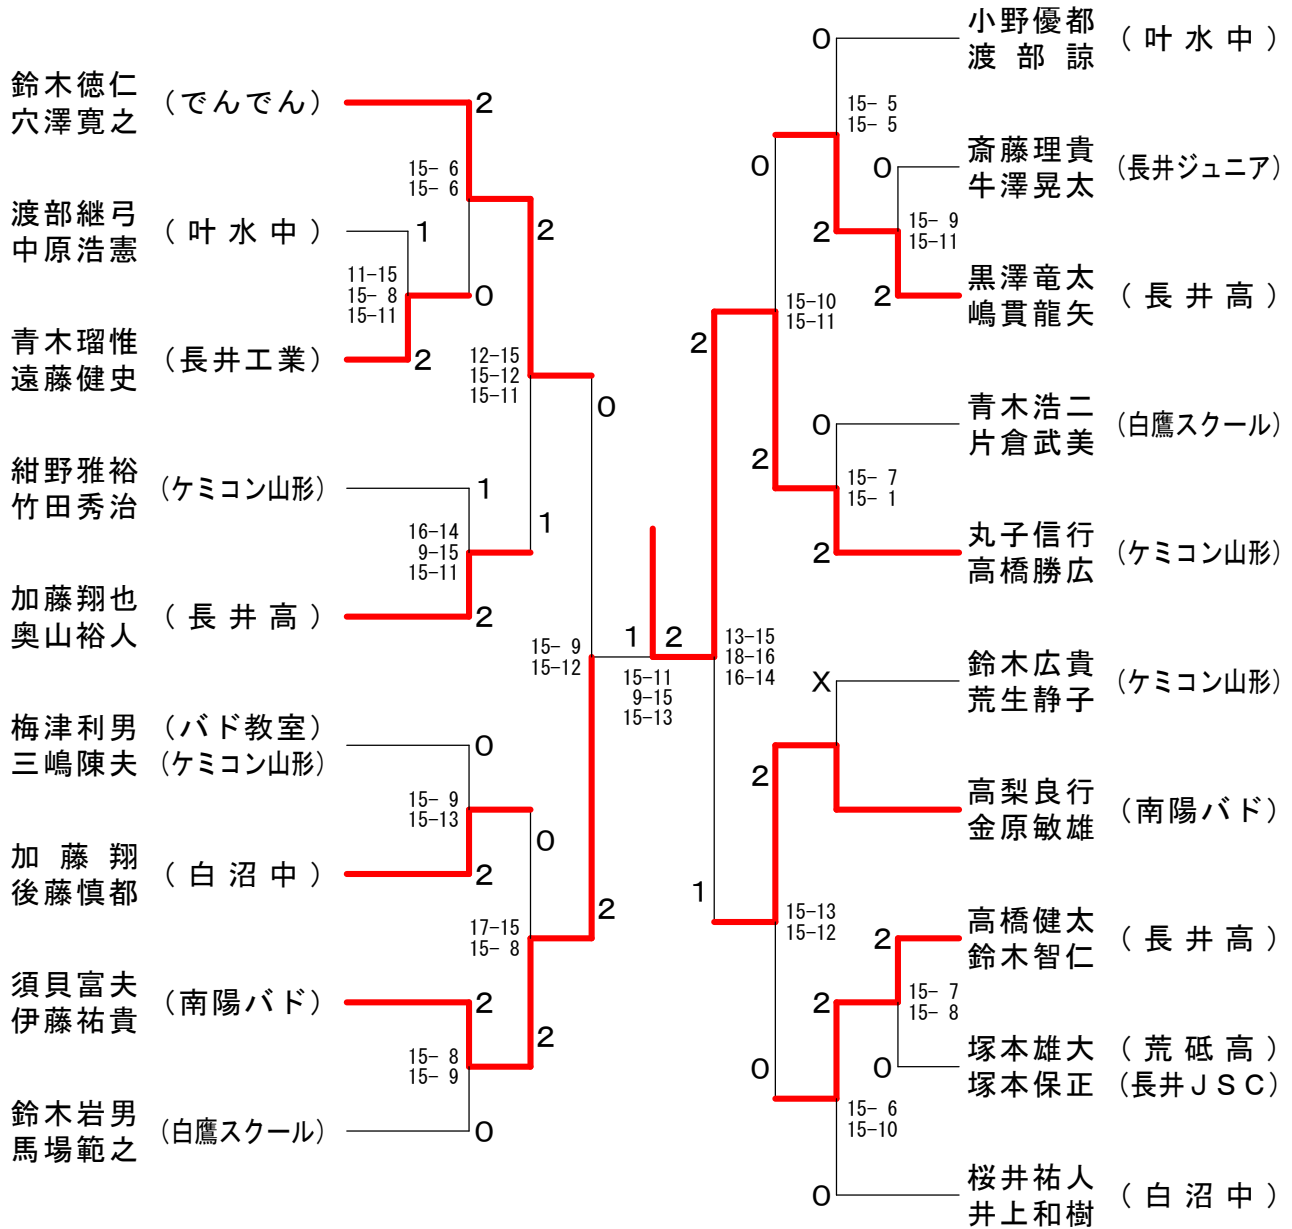 鈴木徳仁
穴澤寛之
(でんでん)
2
15- 6
15- 6
渡部継弓
中原浩憲
(叶水中)
1
11-15
15- 8
15-11
0
青木瑠惟
遠藤健史
(長井工業)
2
2
12-15
15-12
15-11
0
紺野雅裕
竹田秀治
(ケミコン山形)
1
16-14
9-15
15-11
1
加藤翔也
奥山裕人
(長井高)
2
15- 9
15-12
1
梅津利男 (バド教室)
三嶋陳夫 (ケミコン山形)
0
15- 9
15-13
0
加藤翔
後藤慎都
(白沼中)
2
17-15
15- 8
2
須貝富夫
伊藤祐貴
(南陽バド)
2
15- 8
15- 9
2
鈴木岩男
馬場範之
(白鷹スクール)
0
15-11
9-15
15-13
2
小野優都
渡部諒
(叶水中)
0
15- 5
15- 5
0
斎藤理貴
牛澤晃太
(長井ジュニア)
0
15- 9
15-11
2
黒澤竜太
嶋貫龍矢
(長井高)
2
15-10
15-11
2
青木浩二
片倉武美
(白鷹スクール)
0
15- 7
15- 1
2
丸子信行
高橋勝広
(ケミコン山形)
2
13-15
18-16
16-14
鈴木広貴
荒生静子
(ケミコン山形)
X
2
高梨良行
金原敏雄
(南陽バド)
1
15-13
15-12
高橋健太
鈴木智仁
(長井高)
2
15- 7
15- 8
2
塚本雄大 (荒砥高)
塚本保正 (長井JSC)
0
0
15- 6
15-10
桜井祐人
井上和樹
(白沼中)
0